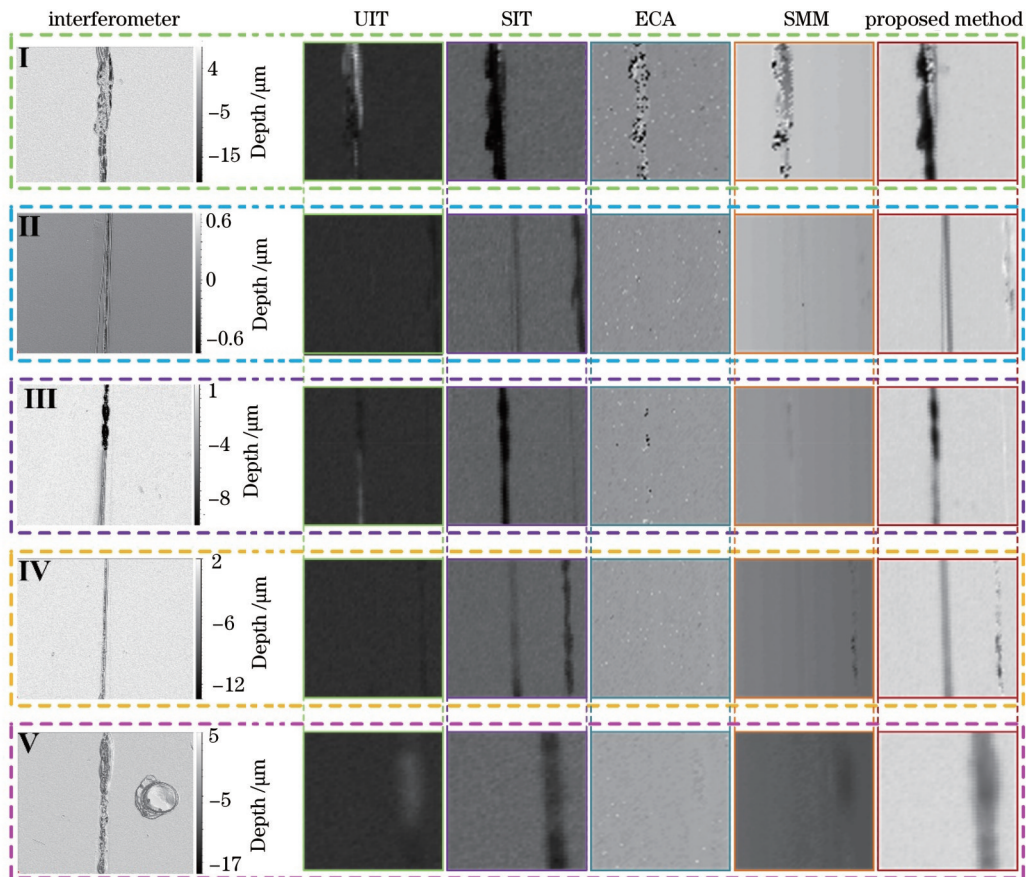 interferometer UIT SIT ECA SMM proposed method
I
4
−5
−15
Depth /μm
II
0.6
0
−0.6
Depth /μm
III
1
−4
−8
Depth /μm
IV
2
−6
−12
Depth /μm
V
5
−5
−17
Depth /μm